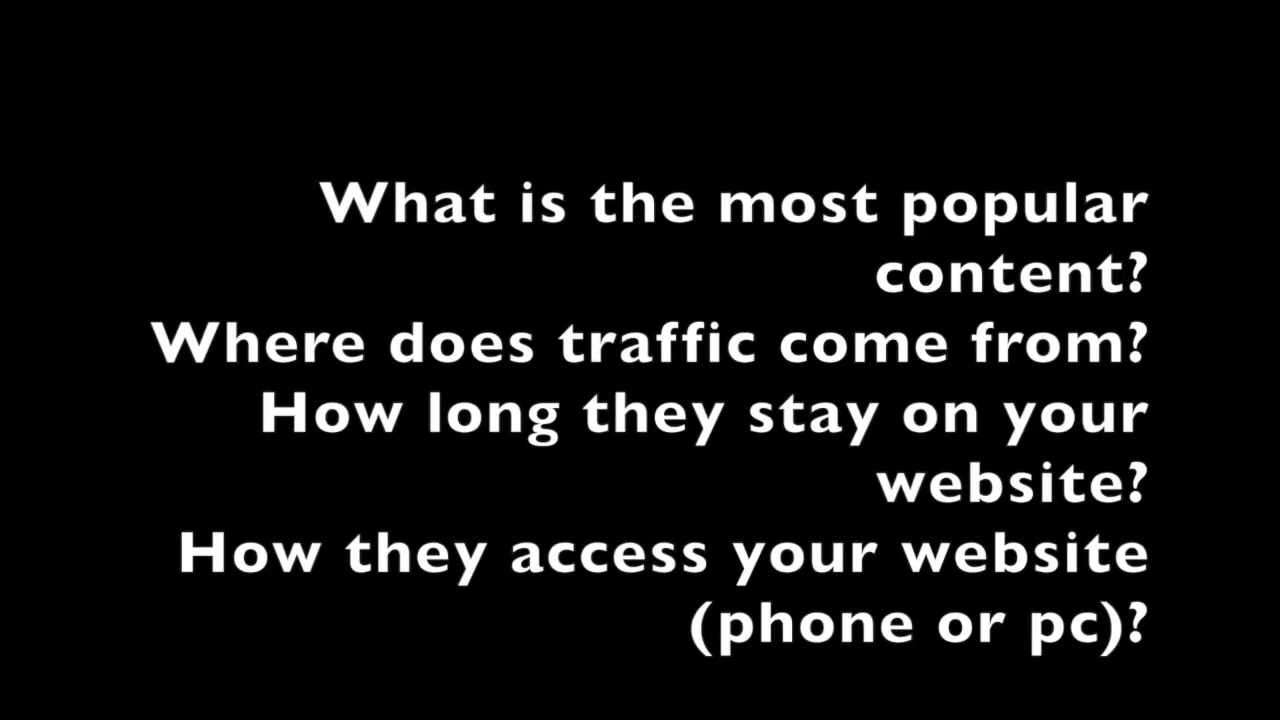 What is the most popular
content?
Where does traffic come from?
How long they stay on your
website?
How they access your website
(phone or pc)?